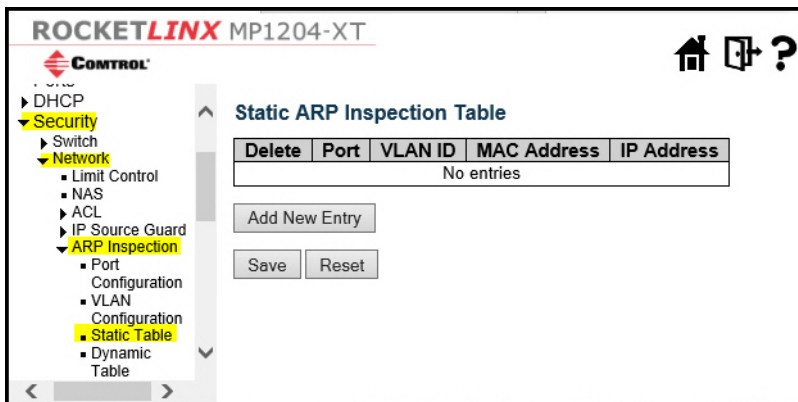 ROCKETLINX MP1204-XT
COMTROL
DHCP
Security
Switch
Network
Limit Control
NAS
ACL
IP Source Guard
ARP Inspection
Port
Configuration
VLAN
Configuration
Static Table
Dynamic
Table
Static ARP Inspection Table
Delete Port VLAN ID MAC Address IP Address
No entries
Add New Entry
Save Reset